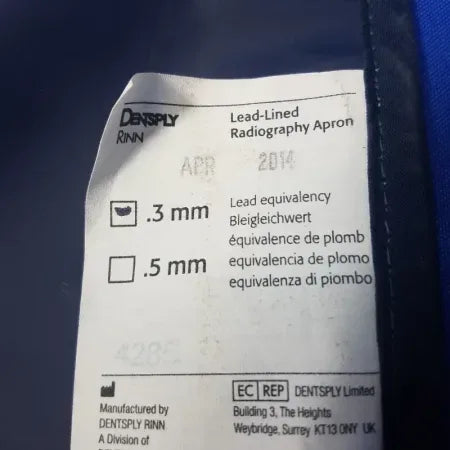 DENTSPLY
RINN
Lead-Lined
Radiography Apron
APR 2014
.3 mm
.5 mm
Lead equivalency
Bleigleichwert
équivalence de plomb
equivalencia de plomo
equivalenza di piombo
Manufactured by
DENTSPLY RINN
A Division of
EC REP DENTSPLY Limited
Building 3, The Heights
Weybridge, Surrey KT13 0NY UK